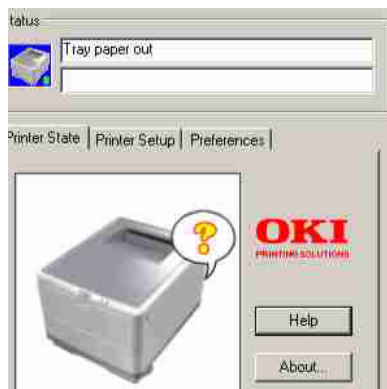 tatus
Tray paper out
Printer State Printer Setup Preferences
?
OKI
PRINTING SOLUTIONS
Help
About...